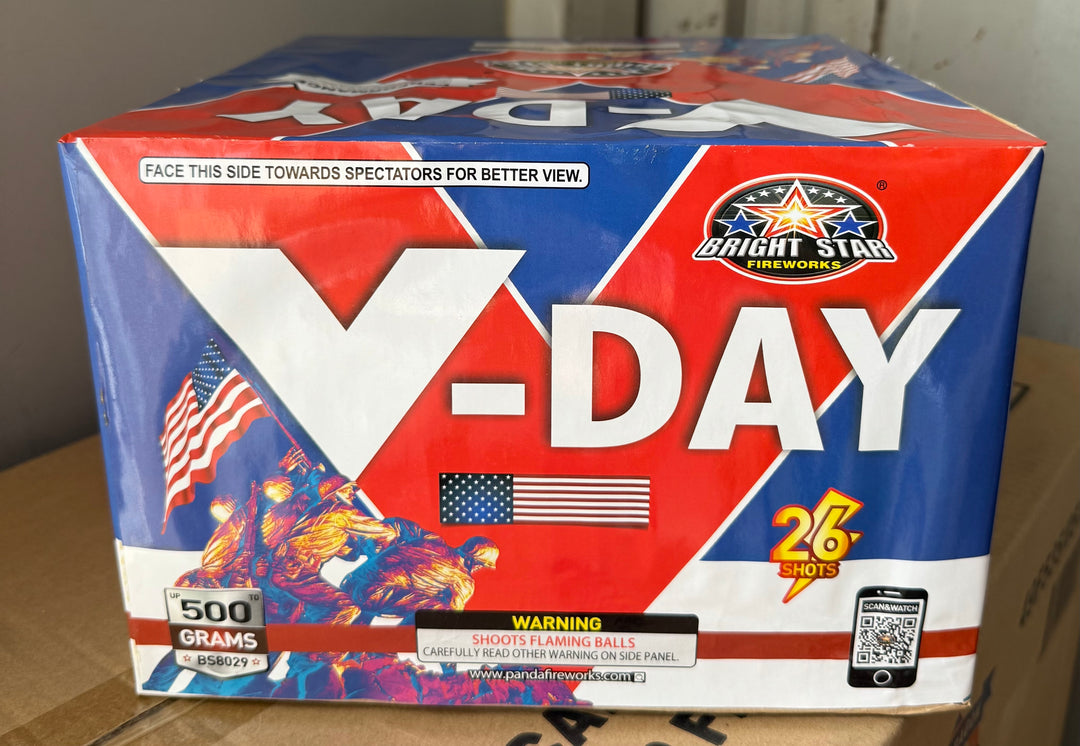 V-DAY
FACE THIS SIDE TOWARDS SPECTATORS FOR BETTER VIEW.
®
BRIGHT STAR
FIREWORKS
V-DAY
26
SHOTS
UP TO
500
GRAMS
BS8029
WARNING
SHOOTS FLAMING BALLS
CAREFULLY READ OTHER WARNING ON SIDE PANEL.
www.pandafireworks.com
SCAN&WATCH